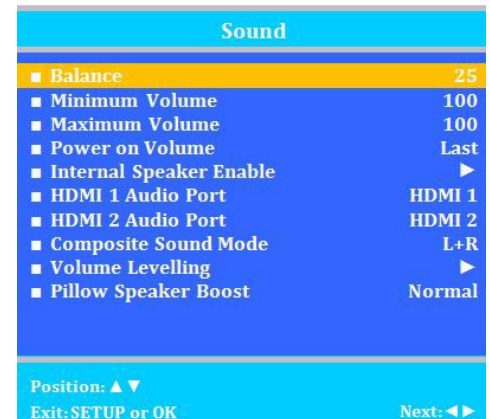 Sound
■ Balance 25
■ Minimum Volume 100
■ Maximum Volume 100
■ Power on Volume Last
■ Internal Speaker Enable ▶
■ HDMI 1 Audio Port HDMI 1
■ HDMI 2 Audio Port HDMI 2
■ Composite Sound Mode L+R
■ Volume Levelling ▶
■ Pillow Speaker Boost Normal
Position: ▲ ▼
Exit: SETUP or OK Next: ◀ ▶